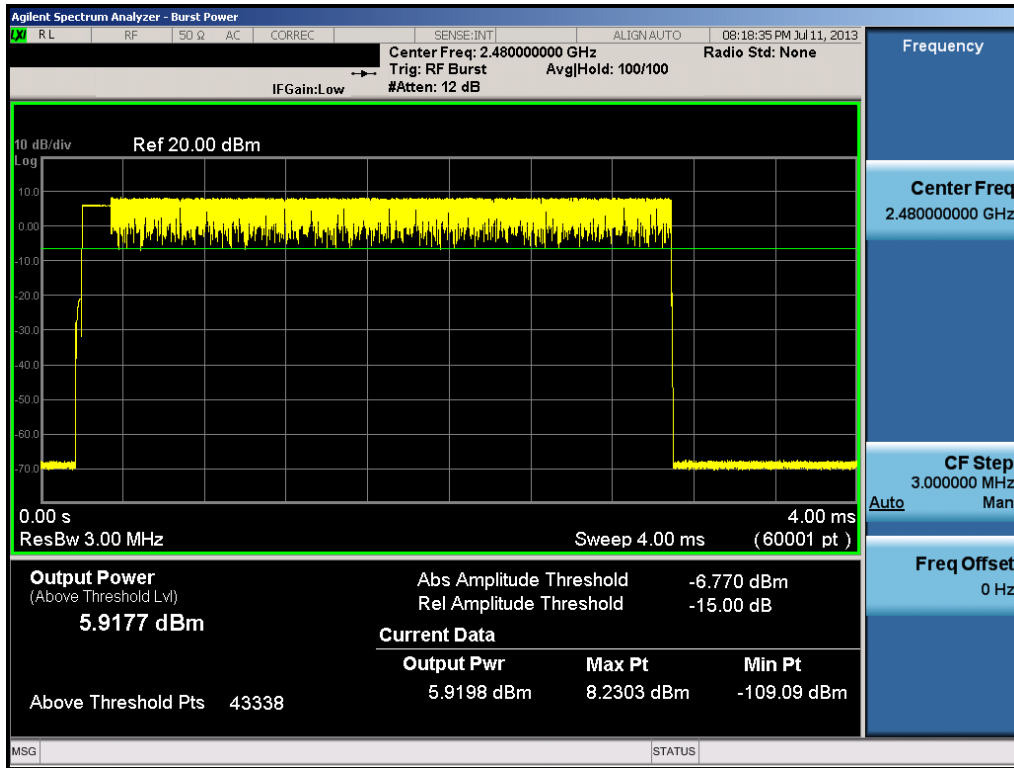 Agilent Spectrum Analyzer - Burst Power
LXI RL RF 50 Ω AC CORREC SENSE:INT ALIGN AUTO 08:18:35 PM Jul 11, 2013
Center Freq: 2.480000000 GHz Radio Std: None
Trig: RF Burst Avg|Hold: 100/100
IFGain:Low #Atten: 12 dB
10 dB/div Ref 20.00 dBm
Log
10.0
0.00
-10.0
-20.0
-30.0
-40.0
-50.0
-60.0
-70.0
0.00 s 4.00 ms
ResBw 3.00 MHz Sweep 4.00 ms (60001 pt)
Output Power
(Above Threshold Lvl)
5.9177 dBm
Above Threshold Pts 43338
Abs Amplitude Threshold -6.770 dBm
Rel Amplitude Threshold -15.00 dB
Current Data
Output Pwr Max Pt Min Pt
5.9198 dBm 8.2303 dBm -109.09 dBm
MSG STATUS
Frequency
Center Freq
2.480000000 GHz
CF Step
3.000000 MHz
Auto Man
Freq Offset
0 Hz